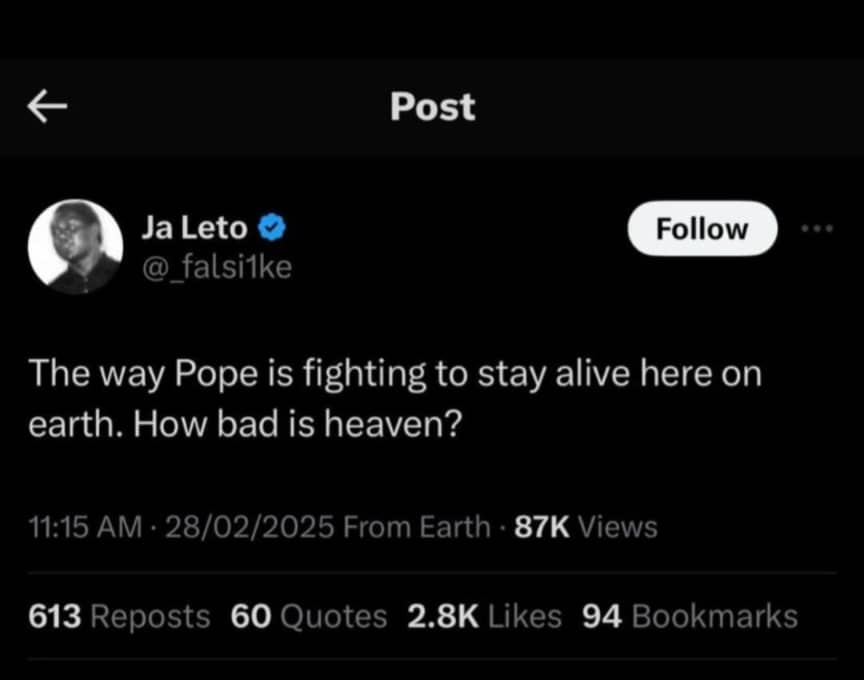 Post
Ja Leto
@_falsi1ke
Follow
The way Pope is fighting to stay alive here on
earth. How bad is heaven?
11:15 AM · 28/02/2025 From Earth · 87K Views
613 Reposts 60 Quotes 2.8K Likes 94 Bookmarks